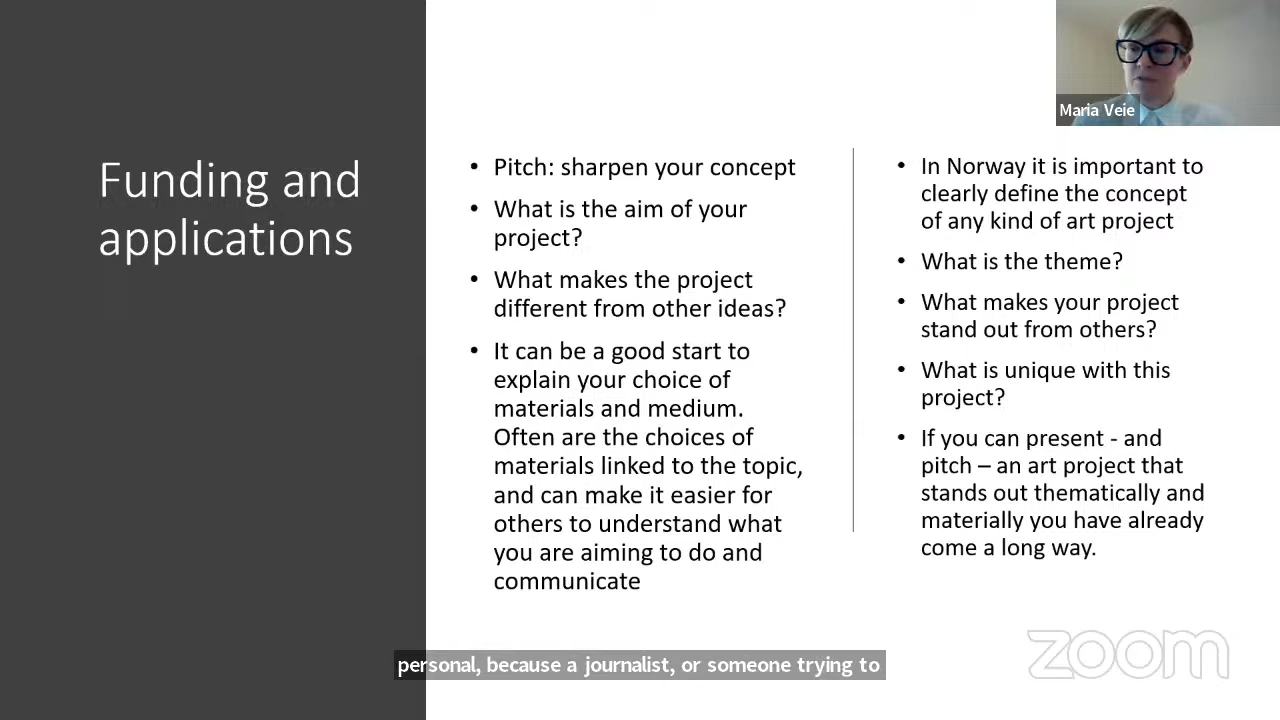 Maria Veie
Funding and
applications
• Pitch: sharpen your concept
• What is the aim of your
project?
• What makes the project
different from other ideas?
• It can be a good start to
explain your choice of
materials and medium.
Often are the choices of
materials linked to the topic,
and can make it easier for
others to understand what
you are aiming to do and
communicate
• In Norway it is important to
clearly define the concept
of any kind of art project
• What is the theme?
• What makes your project
stand out from others?
• What is unique with this
project?
• If you can present - and
pitch – an art project that
stands out thematically and
materially you have already
come a long way.
zoom
personal, because a journalist, or someone trying to